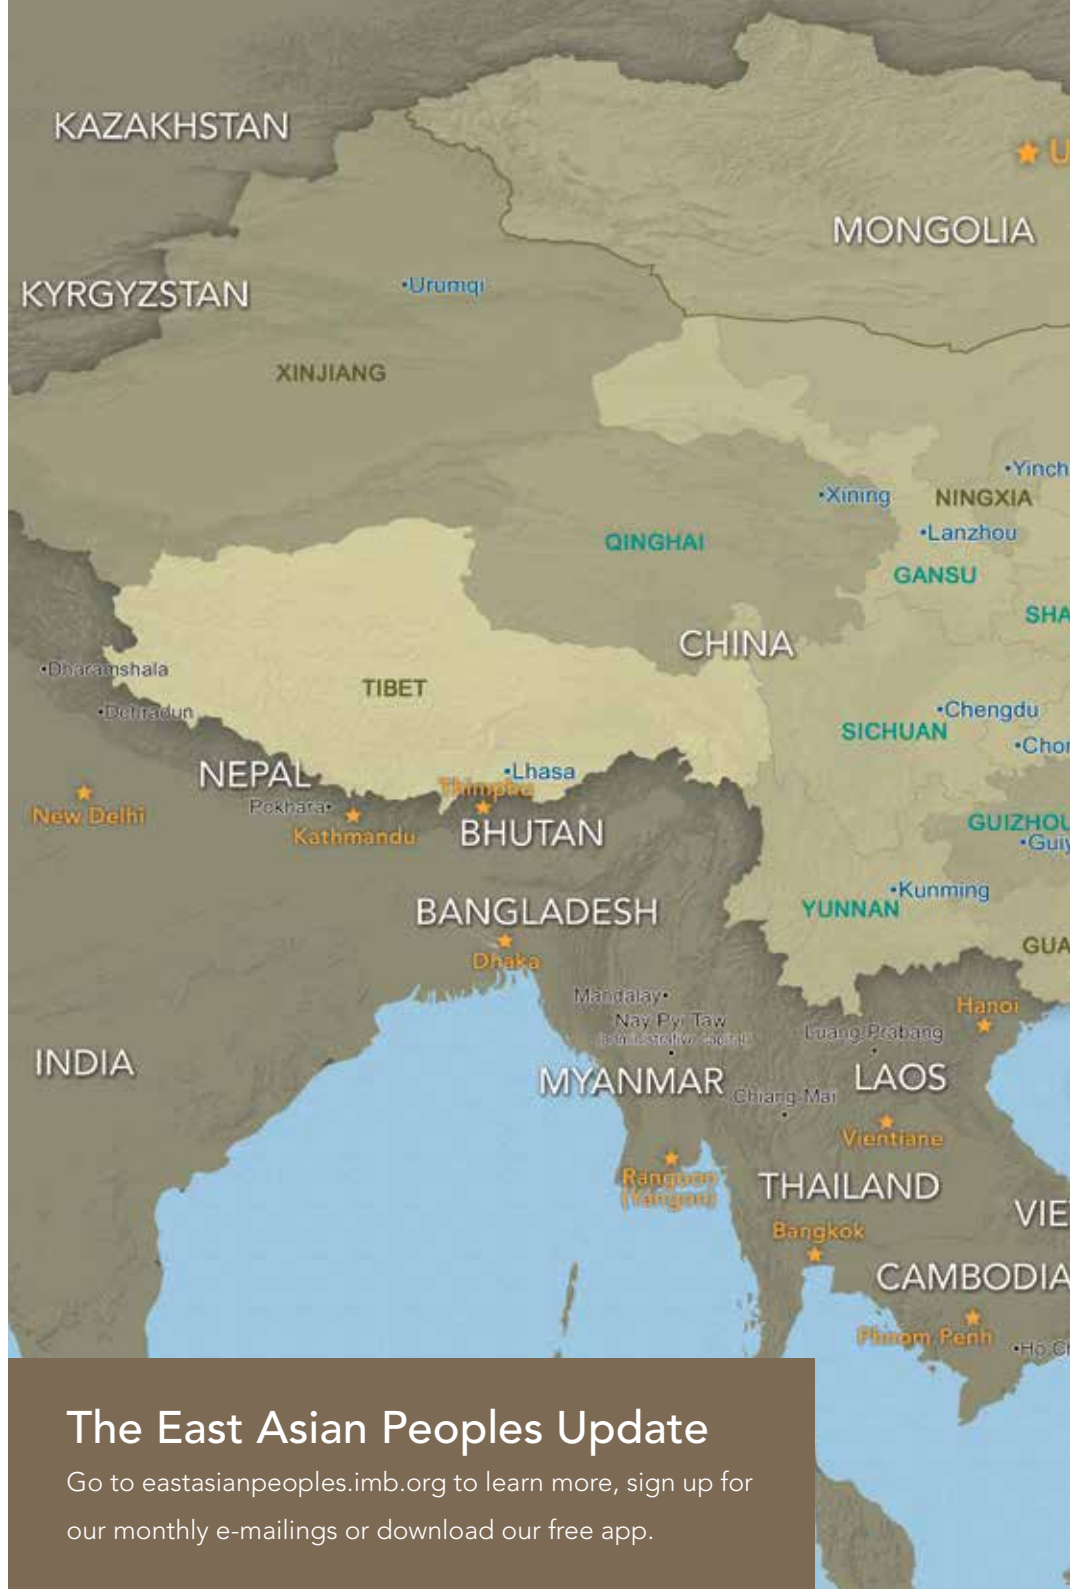 KAZAKHSTAN
U
MONGOLIA
•Urumqi
KYRGYZSTAN
XINJIANG
•Yinch
•Xining
NINGXIA
•Lanzhou
QINGHAI
GANSU
SHA
CHINA
•Dharamshala
TIBET
•Dehradun
•Chengdu
SICHUAN
•Chon
NEPAL
•Lhasa
Thimphu
New Delhi
Pokhara•
Kathmandu
BHUTAN
GUIZHOU
•Guiy
•Kunming
YUNNAN
BANGLADESH
GUA
Dhaka
Mandalay•
Hanoi
Nay Pyi Taw
(administrative capital)
Luang Prabang
INDIA
MYANMAR
LAOS
Chiang Mai
Vientiane
Rangoon
(Yangon)
THAILAND
VIE
Bangkok
CAMBODIA
Phnom Penh
•Ho Ch
The East Asian Peoples Update
Go to eastasianpeoples.imb.org to learn more, sign up for
our monthly e-mailings or download our free app.